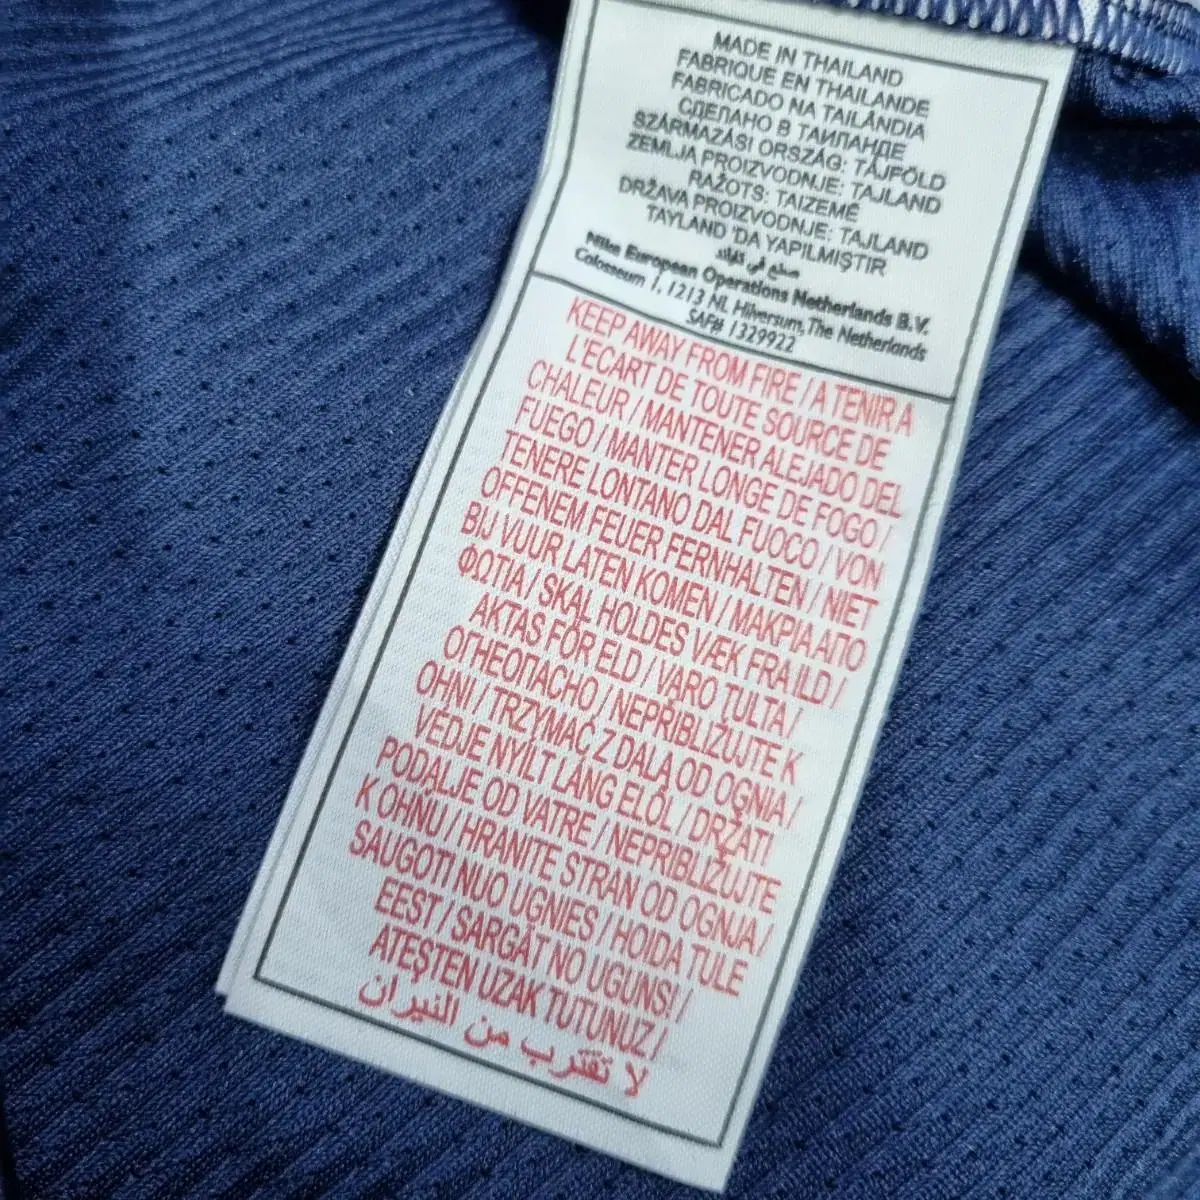 MADE IN THAILAND
FABRIQUE EN THAILANDE
FABRICADO NA TAILÂNDIA
СДЕЛАНО В ТАИЛАНДЕ
SZÁRMAZÁSI ORSZÁG: TÁJFÖLD
ZEMLJA PROIZVODNJE: TAJLAND
RAŽOTS: TAIZEMĒ
DRŽAVA PROIZVODNJE: TAJLAND
TAYLAND 'DA YAPILMIŞTIR
صنع في تايلاند
Nike European Operations Netherlands B.V.
Colosseum 1, 1213 NL Hilversum, The Netherlands
SAP# 1329922
KEEP AWAY FROM FIRE / A TENIR A
L'ECART DE TOUTE SOURCE DE
CHALEUR / MANTENER ALEJADO DEL
FUEGO / MANTER LONGE DE FOGO /
TENERE LONTANO DAL FUOCO / VON
OFFENEM FEUER FERNHALTEN / NIET
BIJ VUUR LATEN KOMEN / ΜΑΚΡΙΑ ΑΠΟ
ΦΩΤΙΑ / SKAL HOLDES VÆK FRA ILD /
AKTAS FÖR ELD / VARO TULTA /
ОГНЕОПАСНО / NEPŘIBLIŽUJTE K
OHNI / TRZYMAĆ Z DALA OD OGNIA /
VÉDJE NYÍLT LÁNG ELŐL / DRŽATI
PODALJE OD VATRE / NEPRIBLIŽUJTE
K OHŇU / HRANITE STRAN OD OGNJA /
SAUGOTI NUO UGNIES / HOIDA TULE
EEST / SARGĀT NO UGUNS! /
ATEŞTEN UZAK TUTUNUZ /
لا تقترب من النيران